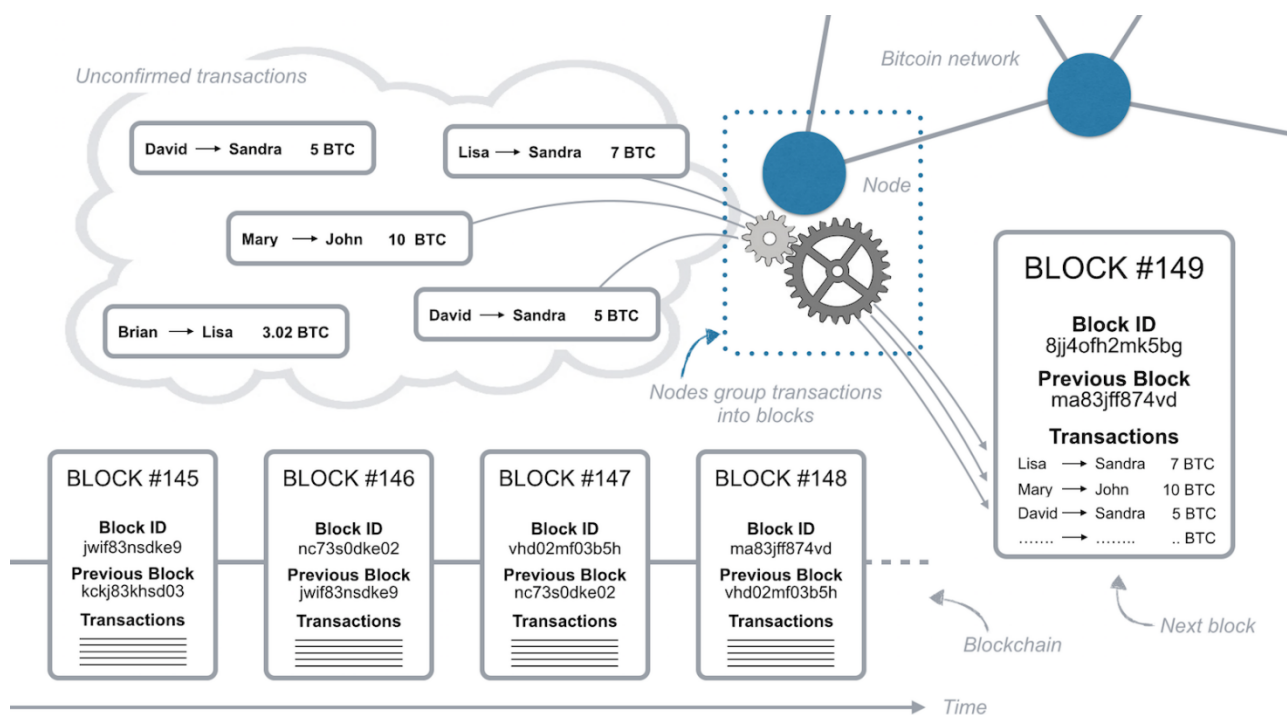 Unconfirmed transactions
Bitcoin network
David → Sandra 5 BTC
Lisa → Sandra 7 BTC
Node
Mary → John 10 BTC
David → Sandra 5 BTC
Brian → Lisa 3.02 BTC
Nodes group transactions
into blocks
BLOCK #149
Block ID
8jj4ofh2mk5bg
Previous Block
ma83jff874vd
Transactions
Lisa → Sandra 7 BTC
Mary → John 10 BTC
David → Sandra 5 BTC
....... → ........ .. BTC
Next block
BLOCK #145
Block ID
jwif83nsdke9
Previous Block
kckj83khsd03
Transactions
BLOCK #146
Block ID
nc73s0dke02
Previous Block
jwif83nsdke9
Transactions
BLOCK #147
Block ID
vhd02mf03b5h
Previous Block
nc73s0dke02
Transactions
BLOCK #148
Block ID
ma83jff874vd
Previous Block
vhd02mf03b5h
Transactions
Blockchain
Time